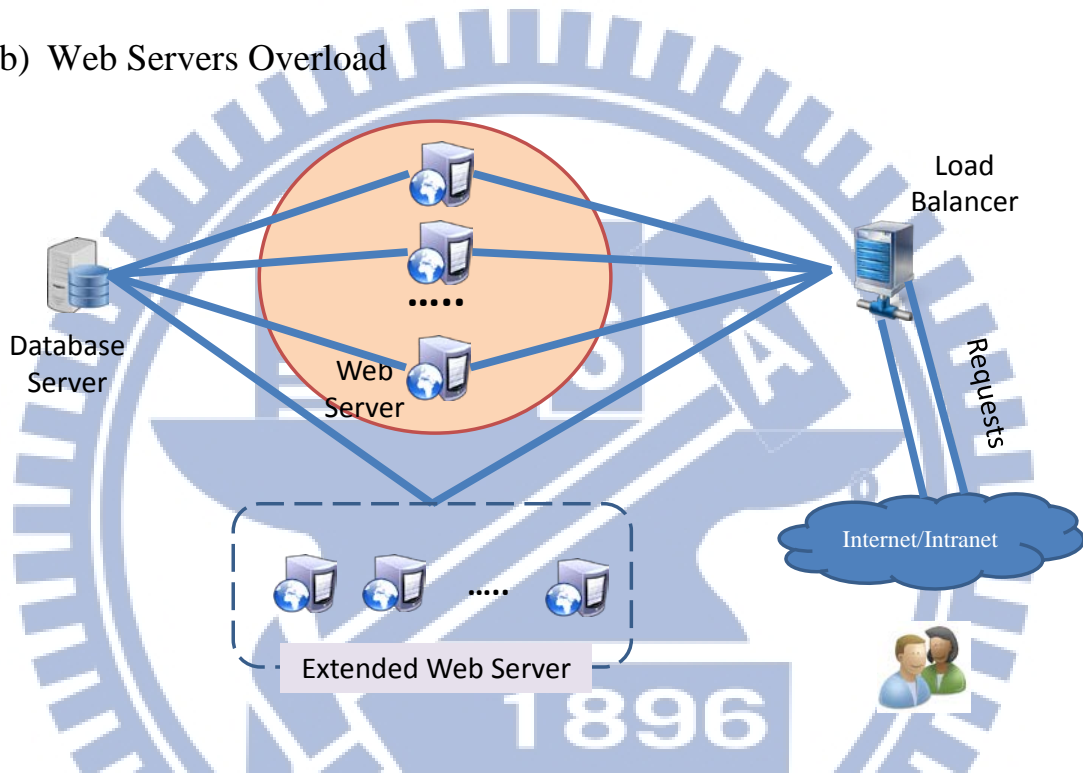 b) Web Servers Overload
Load
Balancer
Database
Server
.....
Web
Server
Requests
Internet/Intranet
.....
Extended Web Server
1896